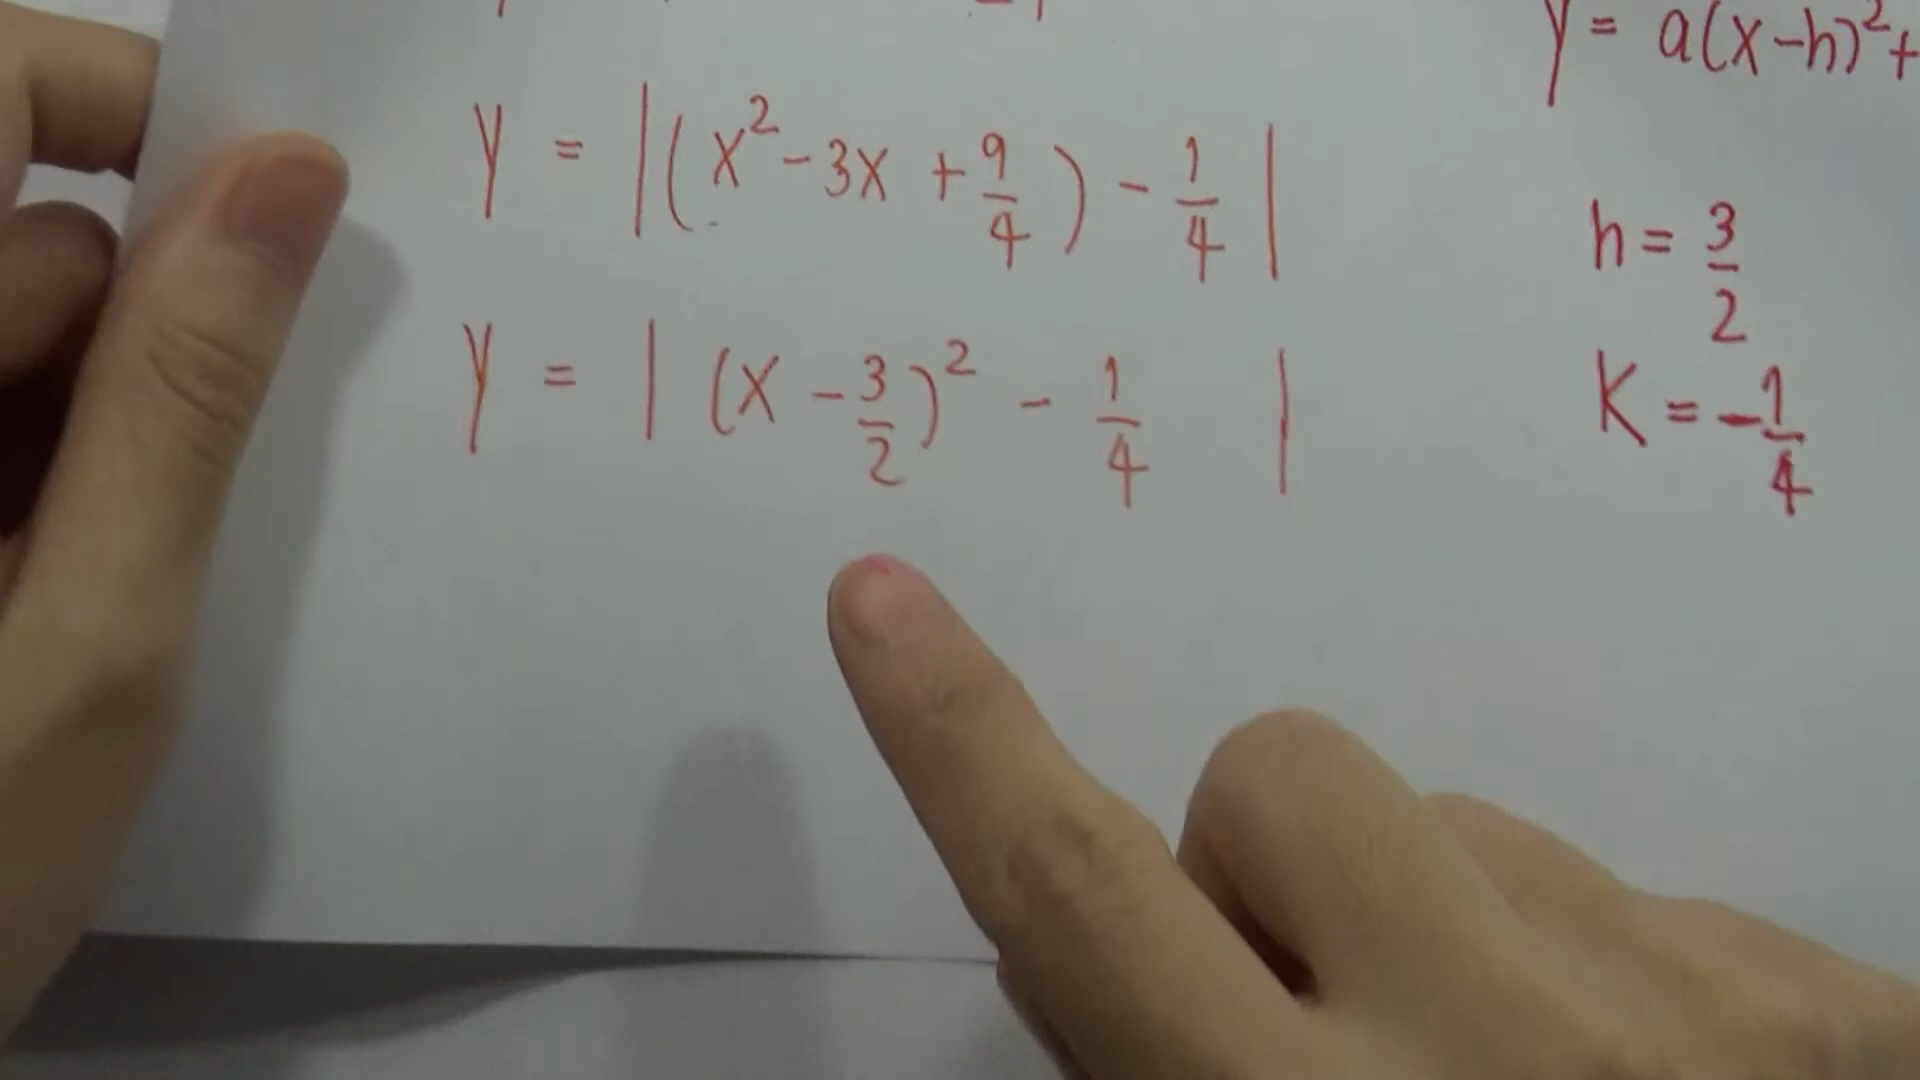 y = a(x-h)²+
y = |(x² - 3x + 9/4) - 1/4|
h = 3/2
y = |(x - 3/2)² - 1/4|
K = -1/4